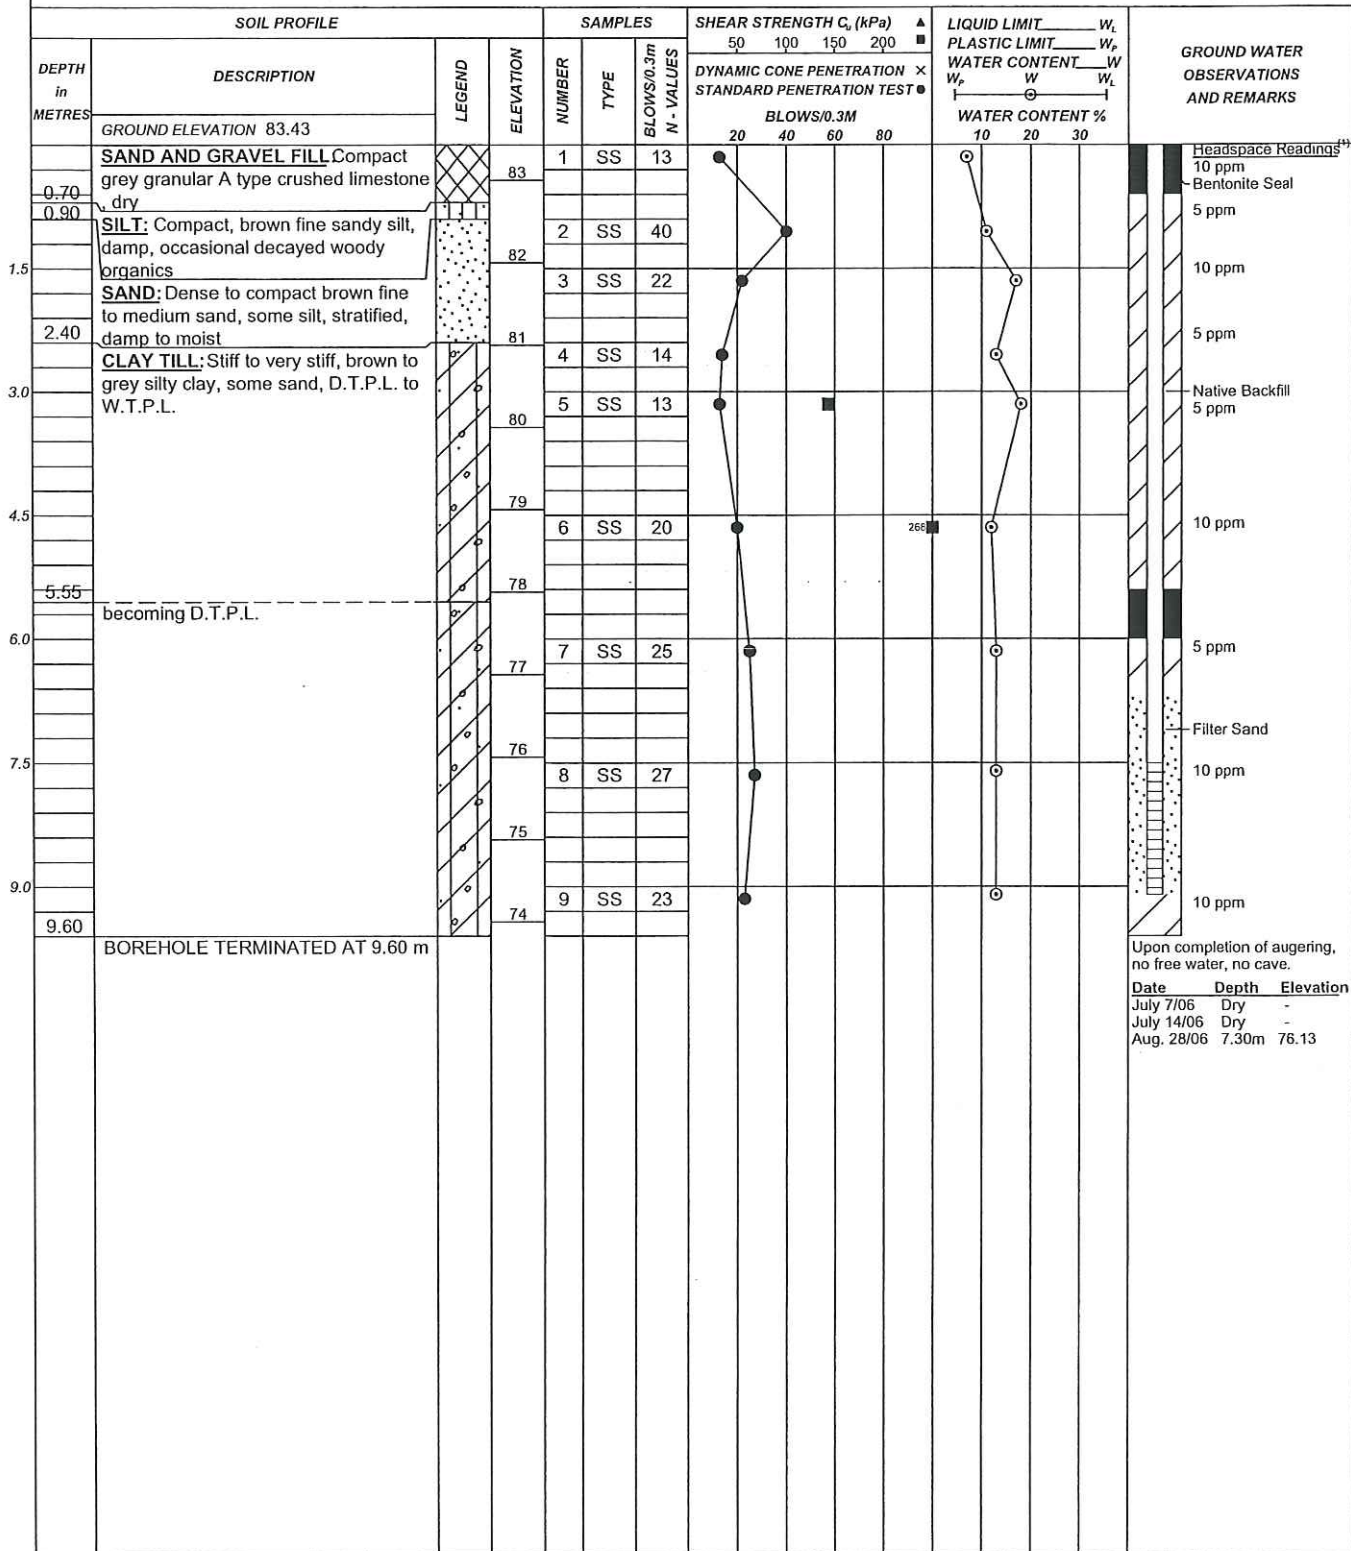 SOIL PROFILE
SAMPLES
SHEAR STRENGTH Cu (kPa) ▲
50 100 150 200 ■
DYNAMIC CONE PENETRATION ×
STANDARD PENETRATION TEST ●
BLOWS/0.3M
20 40 60 80
LIQUID LIMIT____ WL
PLASTIC LIMIT____ WP
WATER CONTENT___W
WP W WL
WATER CONTENT %
10 20 30
GROUND WATER
OBSERVATIONS
AND REMARKS
DEPTH
in
METRES
DESCRIPTION
LEGEND
ELEVATION
NUMBER
TYPE
BLOWS/0.3m
N - VALUES
GROUND ELEVATION 83.43
SAND AND GRAVEL FILL: Compact
grey granular A type crushed limestone
, dry
0.70
0.90
SILT: Compact, brown fine sandy silt,
damp, occasional decayed woody
organics
1.5
SAND: Dense to compact brown fine
to medium sand, some silt, stratified,
damp to moist
2.40
CLAY TILL: Stiff to very stiff, brown to
grey silty clay, some sand, D.T.P.L. to
W.T.P.L.
3.0
4.5
5.55
becoming D.T.P.L.
6.0
7.5
9.0
9.60
BOREHOLE TERMINATED AT 9.60 m
83
82
81
80
79
78
77
76
75
74
1 SS 13
2 SS 40
3 SS 22
4 SS 14
5 SS 13
6 SS 20
7 SS 25
8 SS 27
9 SS 23
268
Headspace Readings(1)
10 ppm
Bentonite Seal
5 ppm
10 ppm
5 ppm
Native Backfill
5 ppm
10 ppm
5 ppm
Filter Sand
10 ppm
10 ppm
Upon completion of augering,
no free water, no cave.
Date Depth Elevation
July 7/06 Dry -
July 14/06 Dry -
Aug. 28/06 7.30m 76.13